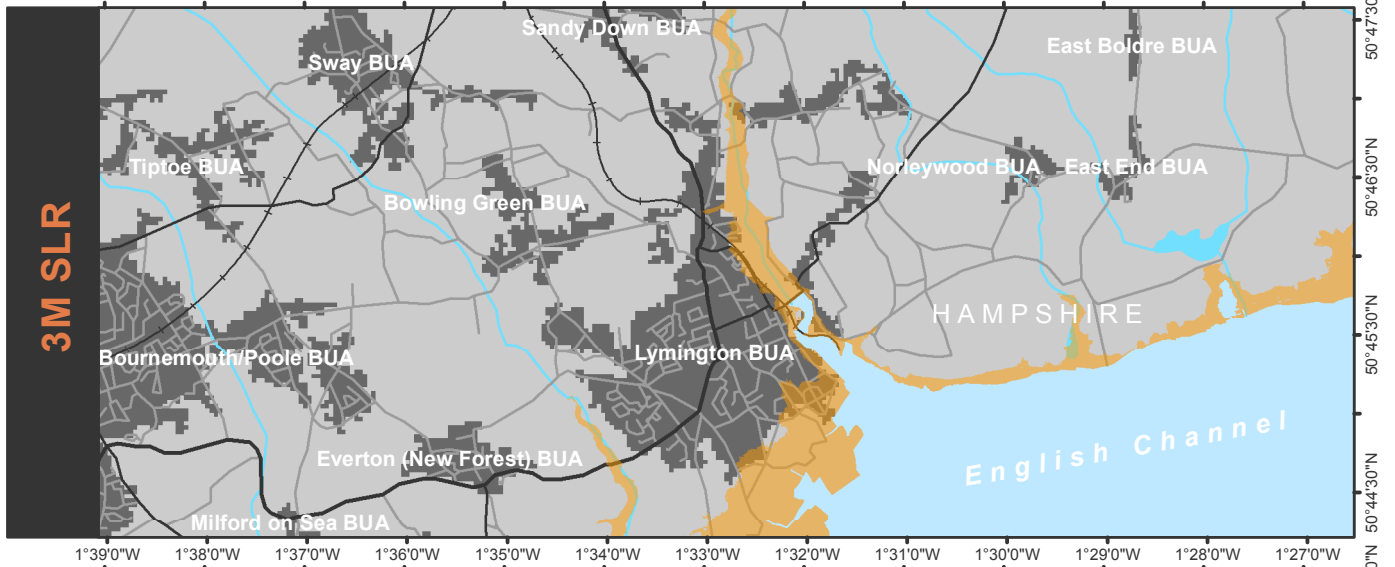 3M SLR
Sandy Down BUA
East Boldre BUA
Sway BUA
Tiptoe BUA
Norleywood BUA
East End BUA
Bowling Green BUA
HAMPSHIRE
Bournemouth/Poole BUA
Lymington BUA
English Channel
Everton (New Forest) BUA
Milford on Sea BUA
50°46'30"N
50°45'30"N
50°44'30"N
1°39'0"W
1°38'0"W
1°37'0"W
1°36'0"W
1°35'0"W
1°34'0"W
1°33'0"W
1°32'0"W
1°31'0"W
1°30'0"W
1°29'0"W
1°28'0"W
1°27'0"W